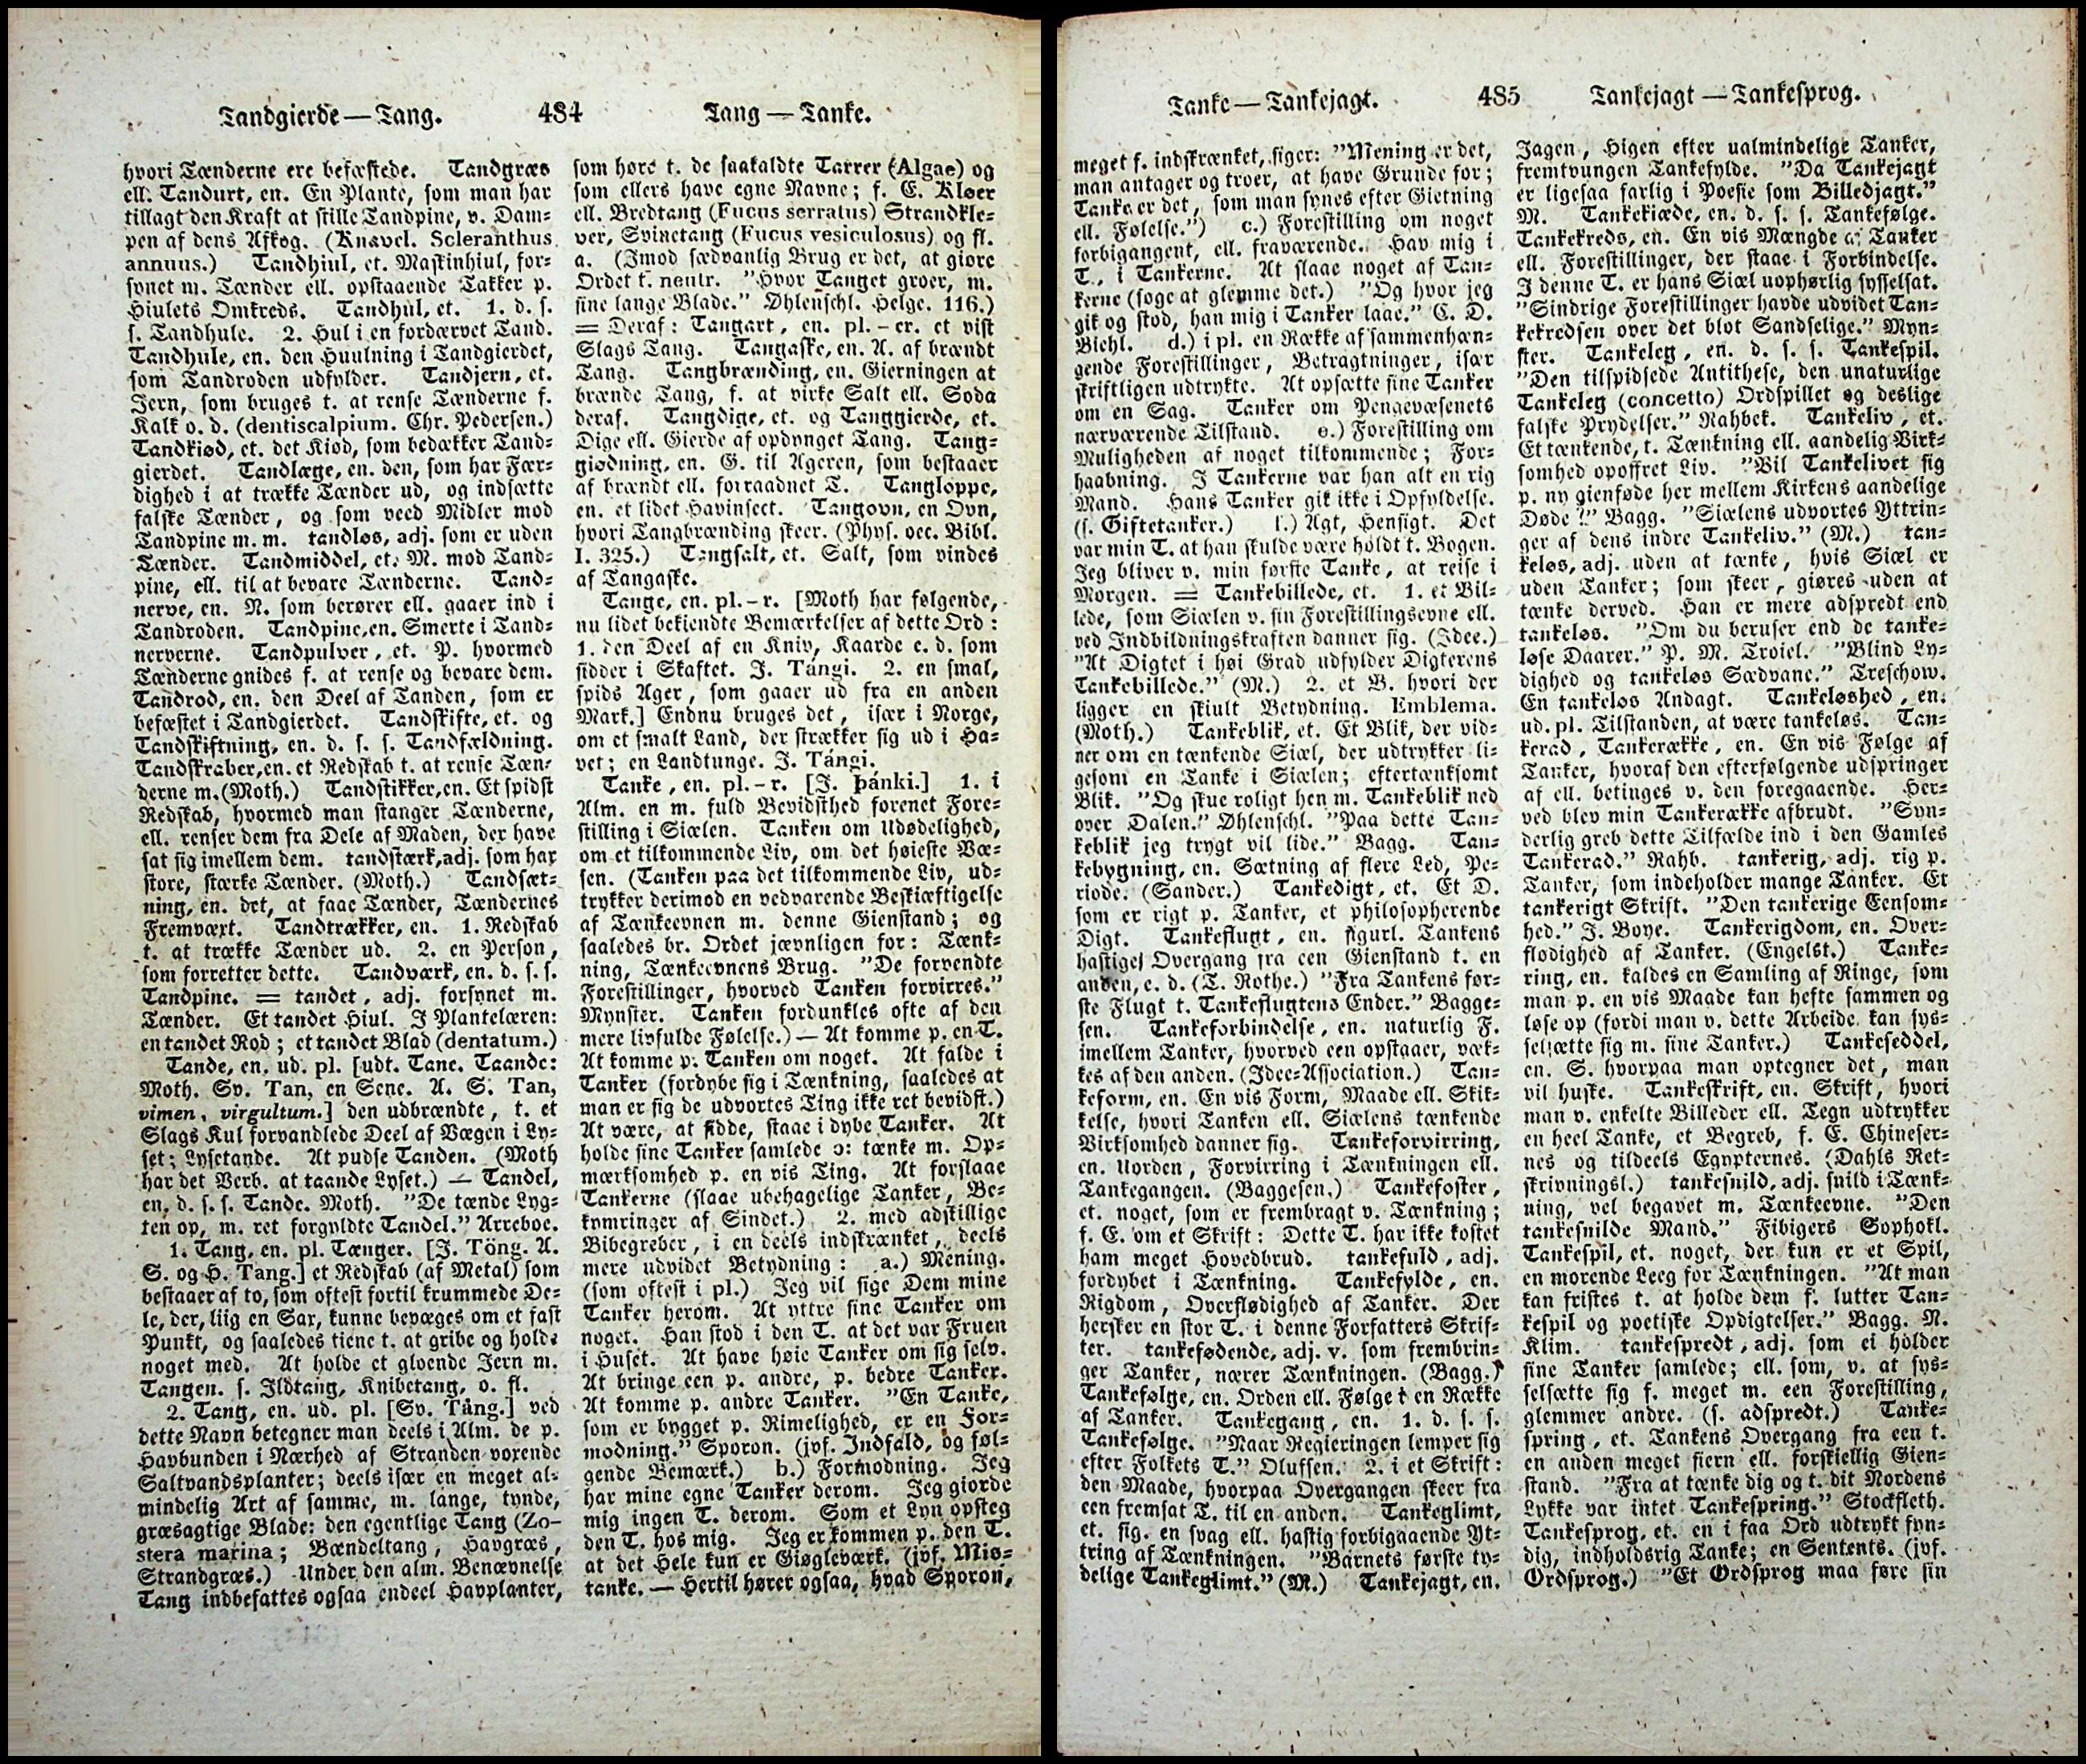 Tandgierde — Tang. 484 Tang — Tanke.
hvori Tænderne ere befæstede. Tandgræs
ell. Tandurt, en. En Plante, som man har
tillagt den Kraft at stille Tandpine, v. Dam-
pen af dens Afkog. (Knavel. Scleranthus
annuus.) Tandhiul, et. Maskinhiul, for-
synet m. Tænder ell. opstaaende Takker p.
Hiulets Omkreds. Tandhul, et. 1. d. s.
s. Tandhule. 2. Hul i en fordærvet Tand.
Tandhule, en. den Huulning i Tandgierdet,
som Tandroden udfylder. Tandjern, et.
Jern, som bruges t. at rense Tænderne f.
Kalk o. d. (dentiscalpium. Chr. Pedersen.)
Tandkiød, et. det Kiød, som bedækker Tand-
gierdet. Tandlæge, en. den, som har Fær-
dighed i at trække Tænder ud, og indsætte
falske Tænder, og som veed Midler mod
Tandpine m. m. tandløs, adj. som er uden
Tænder. Tandmiddel, et. M. mod Tand-
pine, ell. til at bevare Tænderne. Tand-
nerve, en. N. som berører ell. gaaer ind i
Tandroden. Tandpine, en. Smerte i Tand-
nerverne. Tandpulver, et. P. hvormed
Tænderne gnides f. at rense og bevare dem.
Tandrod, en. den Deel af Tanden, som er
befæstet i Tandgierdet. Tandskifte, et. og
Tandskiftning, en. d. s. s. Tandfældning.
Tandskraber, en. et Redskab t. at rense Tæn-
derne m. (Moth.) Tandstikker, en. Et spidst
Redskab, hvormed man stanger Tænderne,
ell. renser dem fra Dele af Maden, der have
sat sig imellem dem. tandstærk, adj. som har
store, stærke Tænder. (Moth.) Tandsæt-
ning, en. det, at faae Tænder, Tændernes
Fremvæxt. Tandtrækker, en. 1. Redskab
t. at trække Tænder ud. 2. en Person,
som forretter dette. Tandværk, en. d. s. s.
Tandpine. = tandet, adj. forsynet m.
Tænder. Et tandet Hiul. I Plantelæren:
en tandet Rod; et tandet Blad (dentatum.)
Tande, en. ud. pl. [udt. Tane. Taande:
Moth. Sv. Tan, en Sene. A. S. Tan,
vimen, virgultum.] den udbrændte, t. et
Slags Kul forvandlede Deel af Vægen i Ly-
set; Lysetande. At pudse Tanden. (Moth
har det Verb. at taande Lyset.) — Tandel,
en, d. s. s. Tande. Moth. "De tænde Lyg-
ten op, m. ret forgyldte Tandel." Arreboe.
1. Tang, en. pl. Tænger. [I. Töng. A.
S. og H. Tang.] et Redskab (af Metal) som
bestaaer af to, som oftest fortil krummede De-
le, der, liig en Sax, kunne bevæges om et fast
Punkt, og saaledes tiene t. at gribe og holde
noget med. At holde et gloende Jern m.
Tangen. s. Ildtang, Knibetang, o. fl.
2. Tang, en. ud. pl. [Sv. Tång.] ved
dette Navn betegner man deels i Alm. de p.
Havbunden i Nærhed af Stranden voxende
Saltvandsplanter; deels især en meget al-
mindelig Art af samme, m. lange, tynde,
græsagtige Blade: den egentlige Tang (Zo-
stera marina; Bændeltang, Havgræs,
Strandgræs.) Under den alm. Benævnelse
Tang indbefattes ogsaa endeel Havplanter,
som høre t. de saakaldte Tarrer (Algae) og
som ellers have egne Navne; f. E. Kløer
ell. Bredtang (Fucus serratus) Strandkle-
ver, Svinetang (Fucus vesiculosus) og fl.
a. (Imod sædvanlig Brug er det, at giøre
Ordet t. neutr. "Hvor Tanget groer, m.
sine lange Blade." Øhlenschl. Helge. 116.)
= Deraf: Tangart, en. pl. -er. et vist
Slags Tang. Tangaske, en. A. af brændt
Tang. Tangbrænding, en. Gierningen at
brænde Tang, f. at virke Salt ell. Soda
deraf. Tangdige, et. og Tanggierde, et.
Dige ell. Gierde af opdynget Tang. Tang-
giødning, en. G. til Ageren, som bestaaer
af brændt ell. forraadnet T. Tangloppe,
en. et lidet Havinsect. Tangovn, en Ovn,
hvori Tangbrænding skeer. (Phys. oec. Bibl.
I. 325.) Tangsalt, et. Salt, som vindes
af Tangaske.
Tange, en. pl. -r. [Moth har følgende,
nu lidet bekiendte Bemærkelser af dette Ord:
1. den Deel af en Kniv, Kaarde e. d. som
sidder i Skaftet. J. Tángi. 2. en smal,
spids Ager, som gaaer ud fra en anden
Mark.] Endnu bruges det, især i Norge,
om et smalt Land, der strækker sig ud i Ha-
vet; en Landtunge. J. Tángi.
Tanke, en. pl. -r. [J. þánki.] 1. i
Alm. en m. fuld Bevidsthed forenet Fore-
stilling i Siælen. Tanken om Udødelighed,
om et tilkommende Liv, om det høieste Væ-
sen. (Tanken paa det tilkommende Liv, ud-
trykker derimod en vedvarende Beskiæftigelse
af Tænkeevnen m. denne Gienstand; og
saaledes br. Ordet jævnligen for: Tænk-
ning, Tænkeevnens Brug. "De forvendte
Forestillinger, hvorved Tanken forvirres."
Mynster. Tanken fordunkles ofte af den
mere livfulde Følelse.) — At komme p. en T.
At komme p. Tanken om noget. At falde i
Tanker (fordybe sig i Tænkning, saaledes at
man er sig de udvortes Ting ikke ret bevidst.)
At være, at sidde, staae i dybe Tanker. At
holde sine Tanker samlede ɔ: tænke m. Op-
mærksomhed p. en vis Ting. At forslaae
Tankerne (slaae ubehagelige Tanker, Be-
kymringer af Sindet.) 2. med adskillige
Bibegreber, i en deels indskrænket, deels
mere udvidet Betydning: a.) Mening.
(som oftest i pl.) Jeg vil sige Dem mine
Tanker herom. At yttre sine Tanker om
noget. Han stod i den T. at det var Fruen
i Huset. At have høie Tanker om sig selv.
At bringe een p. andre, p. bedre Tanker.
At komme p. andre Tanker. "En Tanke,
som er bygget p. Rimelighed, er en For-
modning." Sporon. (jvf. Indfald, og føl-
gende Bemærk.) b.) Formodning. Jeg
har mine egne Tanker derom. Jeg giorde
mig ingen T. derom. Som et Lyn opsteg
den T. hos mig. Jeg er kommen p. den T.
at det Hele kun er Giøgleværk. (jvf. Mis-
tanke. — Hertil hører ogsaa, hvad Sporon,
Tanke — Tankejagt. 485 Tankejagt — Tankesprog.
meget f. indskrænket, siger: "Mening er det,
man antager og troer, at have Grunde for;
Tanke er det, som man synes efter Gietning
ell. Følelse.") c.) Forestilling om noget
forbigangent, ell. fraværende. Hav mig i
T., i Tankerne. At slaae noget af Tan-
kerne (søge at glemme det.) "Og hvor jeg
gik og stod, han mig i Tanker laae." C. D.
Biehl. d.) i pl. en Række af sammenhæn-
gende Forestillinger, Betragtninger, især
skriftligen udtrykte. At opsætte sine Tanker
om en Sag. Tanker om Pengevæsenets
nærværende Tilstand. e.) Forestilling om
Muligheden af noget tilkommende; For-
haabning. I Tankerne var han alt en rig
Mand. Hans Tanker gik ikke i Opfyldelse.
(s. Giftetanker.) f.) Agt, Hensigt. Det
var min T. at han skulde være holdt t. Bogen.
Jeg bliver v. min første Tanke, at reise i
Morgen. = Tankebillede, et. 1. et Bil-
lede, som Siælen v. sin Forestillingsevne ell.
ved Indbildningskraften danner sig. (Idee.)
"At Digtet i høi Grad udfylder Digterens
Tankebillede." (M.) 2. et B. hvori der
ligger en skiult Betydning. Emblema.
(Moth.) Tankeblik, et. Et Blik, der vid-
ner om en tænkende Siæl, der udtrykker li-
gesom en Tanke i Siælen; eftertænksomt
Blik. "Og skue roligt hen m. Tankeblik ned
over Dalen." Øhlenschl. "Paa dette Tan-
keblik jeg trygt vil lide." Bagg. Tan-
kebygning, en. Sætning af flere Led, Pe-
riode. (Sander.) Tankedigt, et. Et D.
som er rigt p. Tanker, et philosopherende
Digt. Tankeflugt, en. figurl. Tankens
hastige Overgang fra een Gienstand t. en
anden, e. d. (T. Rothe.) "Fra Tankens før-
ste Flugt t. Tankeflugtens Ender." Bagge-
sen. Tankeforbindelse, en. naturlig F.
imellem Tanker, hvorved een opstaaer, væk-
kes af den anden. (Idee-Association.) Tan-
keform, en. En vis Form, Maade ell. Skik-
kelse, hvori Tanken ell. Siælens tænkende
Virksomhed danner sig. Tankeforvirring,
en. Uorden, Forvirring i Tænkningen ell.
Tankegangen. (Baggesen.) Tankefoster,
et. noget, som er frembragt v. Tænkning;
f. E. om et Skrift: Dette T. har ikke kostet
ham meget Hovedbrud. tankefuld, adj.
fordybet i Tænkning. Tankefylde, en.
Rigdom, Overflødighed af Tanker. Der
hersker en stor T. i denne Forfatters Skrif-
ter. tankefødende, adj. v. som frembrin-
ger Tanker, nærer Tænkningen. (Bagg.)
Tankefølge, en. Orden ell. Følge i en Række
af Tanker. Tankegang, en. 1. d. s. s.
Tankefølge. "Naar Regieringen lemper sig
efter Folkets T." Olufsen. 2. i et Skrift:
den Maade, hvorpaa Overgangen skeer fra
een fremsat T. til en anden. Tankeglimt,
et. fig. en svag ell. hastig forbigaaende Yt-
tring af Tænkningen. "Barnets første ty-
delige Tankeglimt." (M.) Tankejagt, en.
Jagen, Higen efter ualmindelige Tanker,
fremtvungen Tankefylde. "Da Tankejagt
er ligesaa farlig i Poesie som Billedjagt."
M. Tankekiæde, en. d. s. s. Tankefølge.
Tankekreds, en. En vis Mængde af Tanker
ell. Forestillinger, der staae i Forbindelse.
I denne T. er hans Siæl uophørlig sysselsat.
"Sindrige Forestillinger havde udvidet Tan-
kekredsen over det blot Sandselige." Myn-
ster. Tankeleg, en. d. s. s. Tankespil.
"Den tilspidsede Antithese, den unaturlige
Tankeleg (concetto) Ordspillet og deslige
falske Prydelser." Rahbek. Tankeliv, et.
Et tænkende, t. Tænkning ell. aandelig Virk-
somhed opoffret Liv. "Vil Tankelivet sig
p. ny gienføde her mellem Kirkens aandelige
Døde?" Bagg. "Siælens udvortes Yttrin-
ger af dens indre Tankeliv." (M.) tan-
keløs, adj. uden at tænke, hvis Siæl er
uden Tanker; som skeer, giøres uden at
tænke derved. Han er mere adspredt end
tankeløs. "Om du beruser end de tanke-
løse Daarer." P. M. Troiel. "Blind Ly-
dighed og tankeløs Sædvane." Treschow.
En tankeløs Andagt. Tankeløshed, en.
ud. pl. Tilstanden, at være tankeløs. Tan-
kerad, Tankerække, en. En vis Følge af
Tanker, hvoraf den efterfølgende udspringer
af ell. betinges v. den foregaaende. Her-
ved blev min Tankerække afbrudt. "Syn-
derlig greb dette Tilfælde ind i den Gamles
Tankerad." Rahb. tankerig, adj. rig p.
Tanker, som indeholder mange Tanker. Et
tankerigt Skrift. "Den tankerige Eensom-
hed." J. Boye. Tankerigdom, en. Over-
flødighed af Tanker. (Engelst.) Tanke-
ring, en. kaldes en Samling af Ringe, som
man p. en vis Maade kan hefte sammen og
løse op (fordi man v. dette Arbeide kan sys-
selsætte sig m. sine Tanker.) Tankeseddel,
en. S. hvorpaa man optegner det, man
vil huske. Tankeskrift, en. Skrift, hvori
man v. enkelte Billeder ell. Tegn udtrykker
en heel Tanke, et Begreb, f. E. Chineser-
nes og tildeels Egypternes. (Dahls Ret-
skrivningsl.) tankesnild, adj. snild i Tænk-
ning, vel begavet m. Tænkeevne. "Den
tankesnilde Mand." Fibigers Sophokl.
Tankespil, et. noget, der kun er et Spil,
en morende Leeg for Tænkningen. "At man
kan fristes t. at holde dem f. lutter Tan-
kespil og poetiske Opdigtelser." Bagg. N.
Klim. tankespredt, adj. som ei holder
sine Tanker samlede; ell. som, v. at sys-
selsætte sig f. meget m. een Forestilling,
glemmer andre. (s. adspredt.) Tanke-
spring, et. Tankens Overgang fra een t.
en anden meget fiern ell. forskiellig Gien-
stand. "Fra at tænke dig og t. dit Nordens
Lykke var intet Tankespring." Stockfleth.
Tankesprog, et. en i faa Ord udtrykt fyn-
dig, indholdsrig Tanke; en Sentents. (jvf.
Ordsprog.) "Et Ordsprog maa føre sin